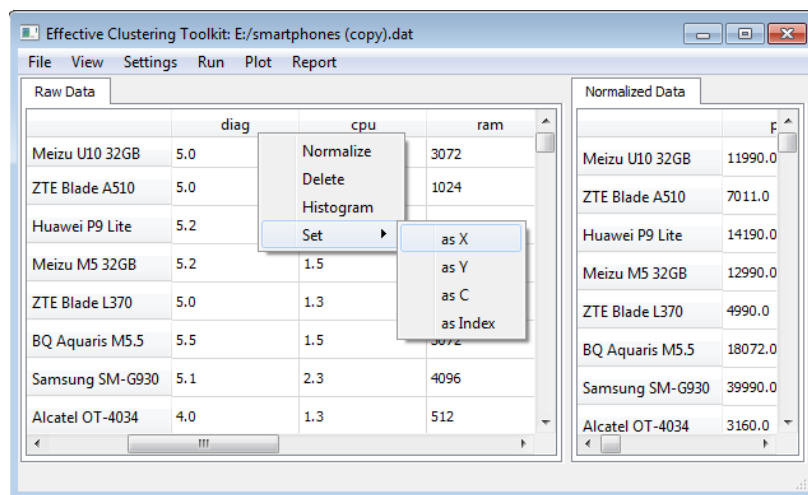 Effective Clustering Toolkit: E:/smartphones (copy).dat
File View Settings Run Plot Report
Raw Data
diag cpu ram
Meizu U10 32GB 5.0 3072
ZTE Blade A510 5.0 1024
Huawei P9 Lite 5.2
Meizu M5 32GB 5.2 1.5
ZTE Blade L370 5.0 1.3
BQ Aquaris M5.5 5.5 1.5 3072
Samsung SM-G930 5.1 2.3 4096
Alcatel OT-4034 4.0 1.3 512
Normalize
Delete
Histogram
Set
as X
as Y
as C
as Index
Normalized Data
p
Meizu U10 32GB 11990.0
ZTE Blade A510 7011.0
Huawei P9 Lite 14190.0
Meizu M5 32GB 12990.0
ZTE Blade L370 4990.0
BQ Aquaris M5.5 18072.0
Samsung SM-G930 39990.0
Alcatel OT-4034 3160.0